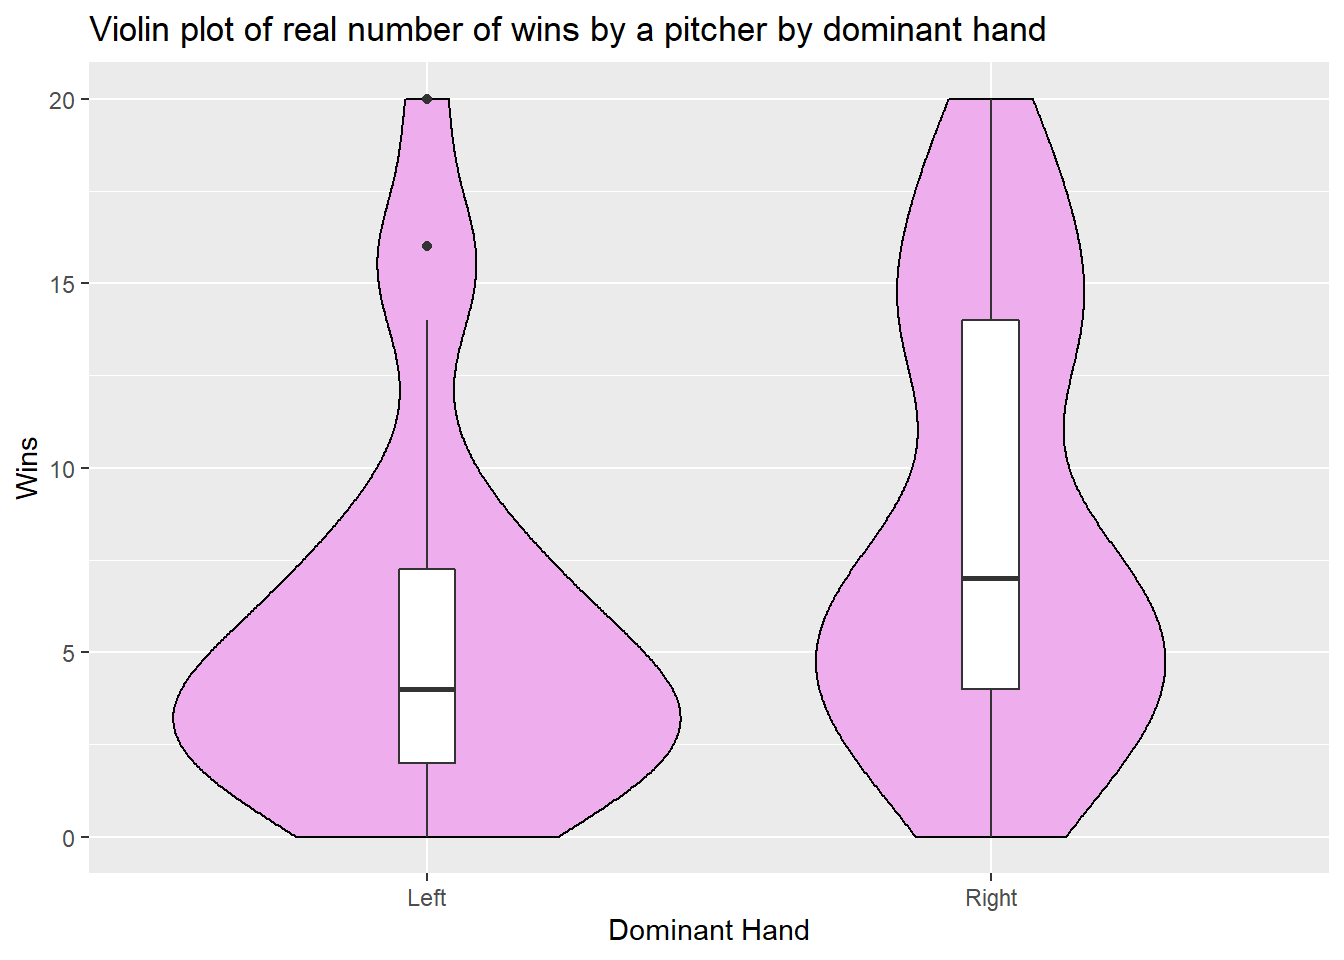 Violin plot of real number of wins by a pitcher by dominant hand
20
15
10
5
0
Wins
Left
Right
Dominant Hand